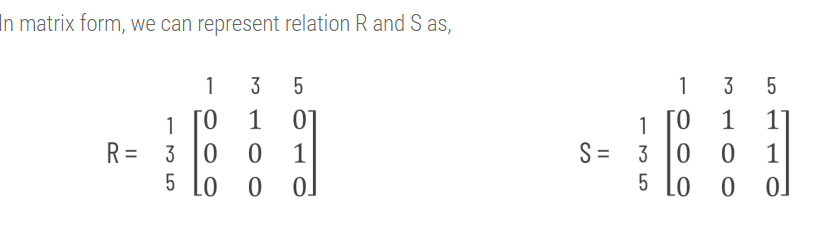 In matrix form, we can represent relation R and S as,
1 3 5
1 3 5
1 [0 1 0]
1 [0 1 1]
R = 3 [0 0 1]
S = 3 [0 0 1]
5 [0 0 0]
5 [0 0 0]